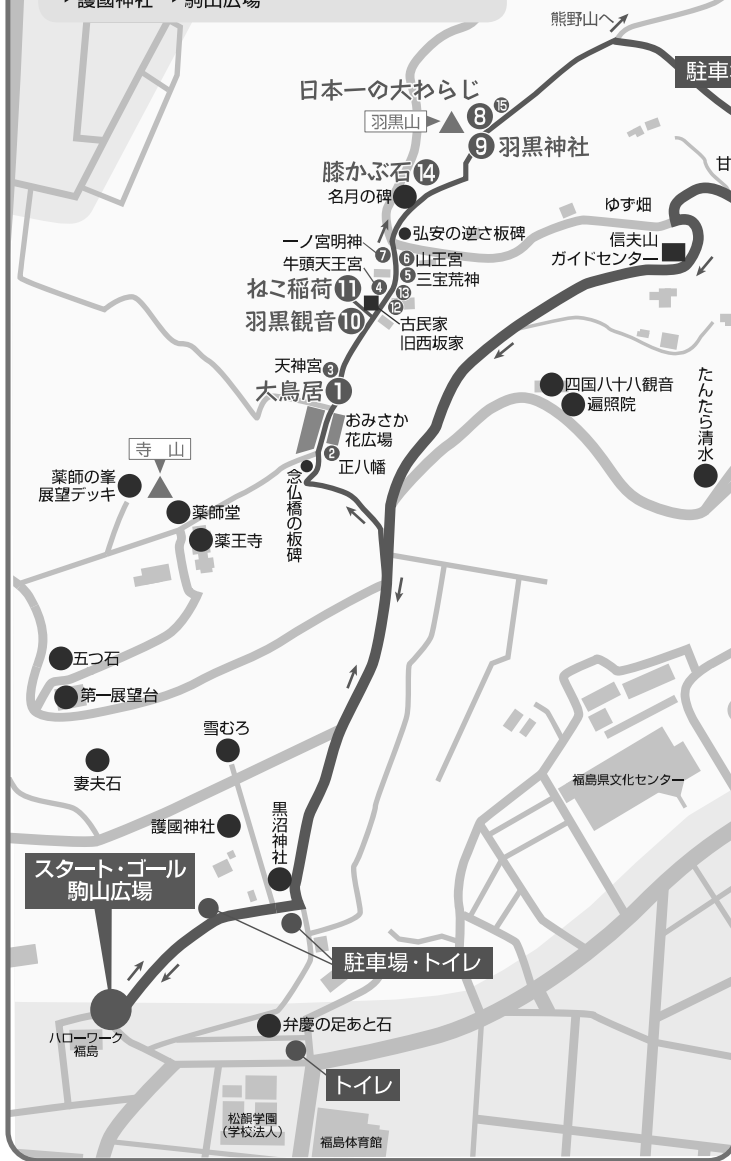 →護國神社→駒山広場
熊野山へ
駐車場
日本一の大わらじ
⑮
羽黒山
⑧
⑨ 羽黒神社
膝かぶ石⑭
名月の碑
甘
ゆず畑
弘安の逆さ板碑
信夫山
ガイドセンター
一ノ宮明神
⑦
⑥ 山王宮
牛頭天王宮
④
⑤ 三宝荒神
ねこ稲荷⑪
⑬
⑫
羽黒観音⑩
古民家
旧西坂家
天神宮③
大鳥居①
四国八十八観音
遍照院
たんたら清水
おみさか
花広場
② 正八幡
寺 山
念仏橋の板碑
薬師の峯
展望デッキ
薬師堂
薬王寺
五つ石
第一展望台
雪むろ
妻夫石
福島県文化センター
護國神社
黒沼神社
スタート・ゴール
駒山広場
駐車場・トイレ
弁慶の足あと石
ハローワーク
福島
トイレ
松韻学園
(学校法人)
福島体育館